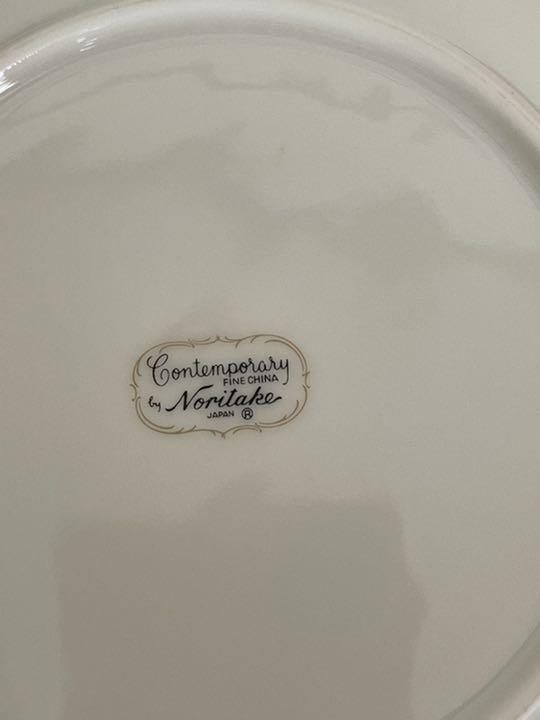 Contemporary
FINE CHINA
by Noritake
JAPAN ®